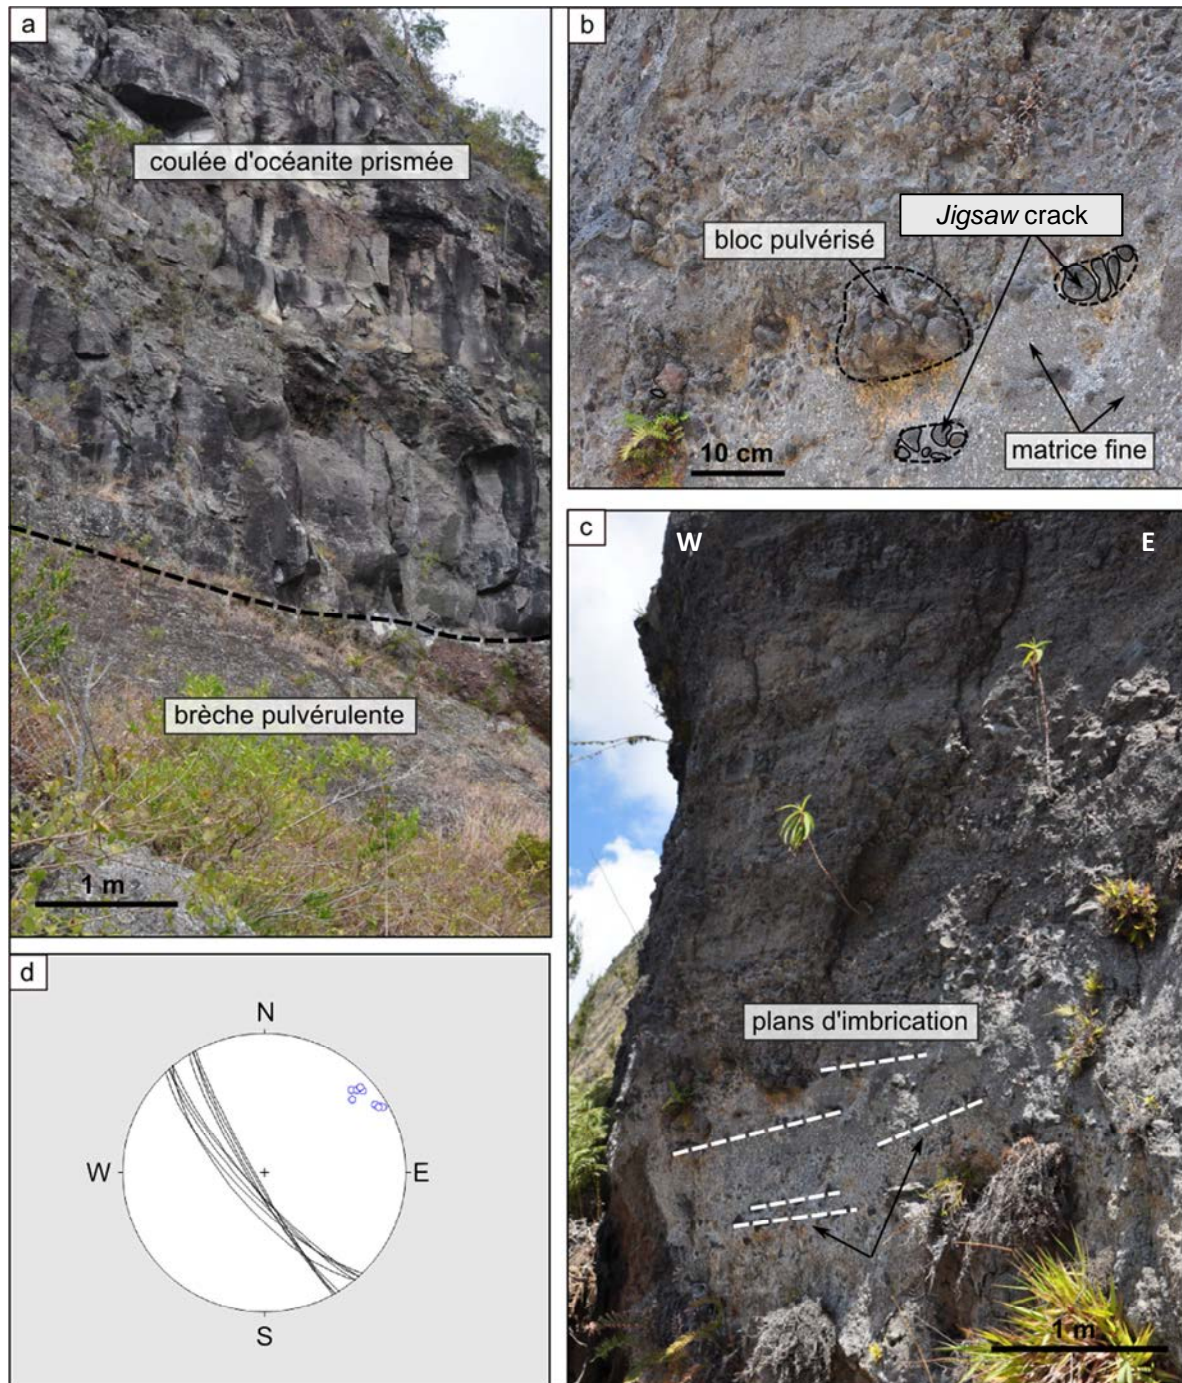 a
coulée d'océanite prismée
brèche pulvérulente
1 m
b
Jigsaw crack
bloc pulvérisé
matrice fine
10 cm
c
W E
plans d'imbrication
1 m
d
N
W E
S